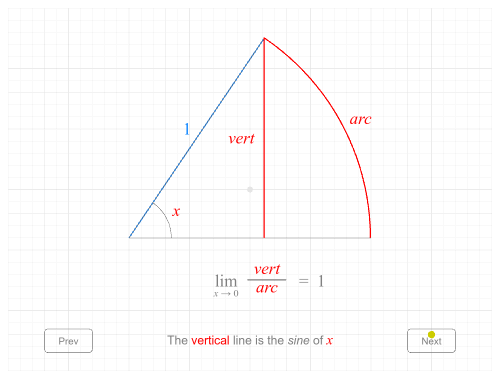 1
vert
arc
x
lim x → 0 vert / arc = 1
Prev
The vertical line is the sine of x
Next